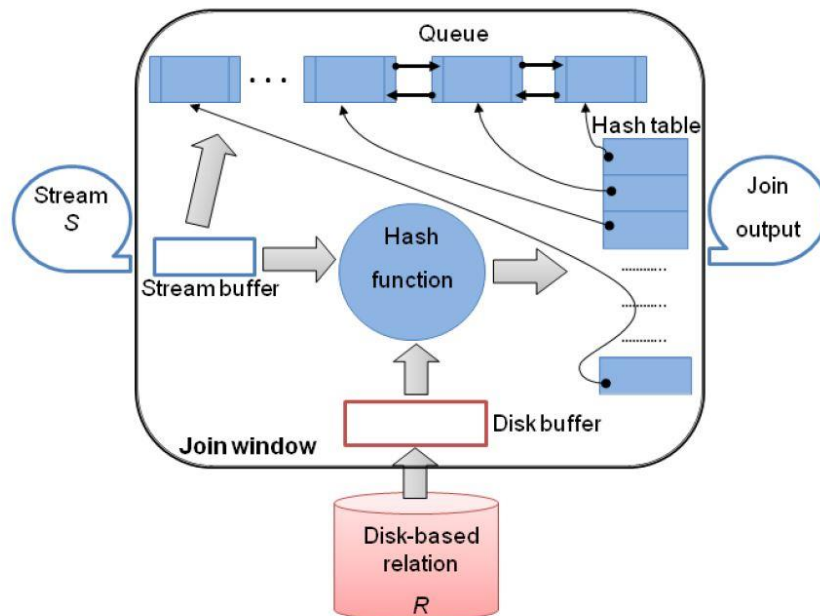 Queue
Hash table
Stream
S
Join
output
Hash
function
Stream buffer
Disk buffer
Join window
Disk-based
relation
R